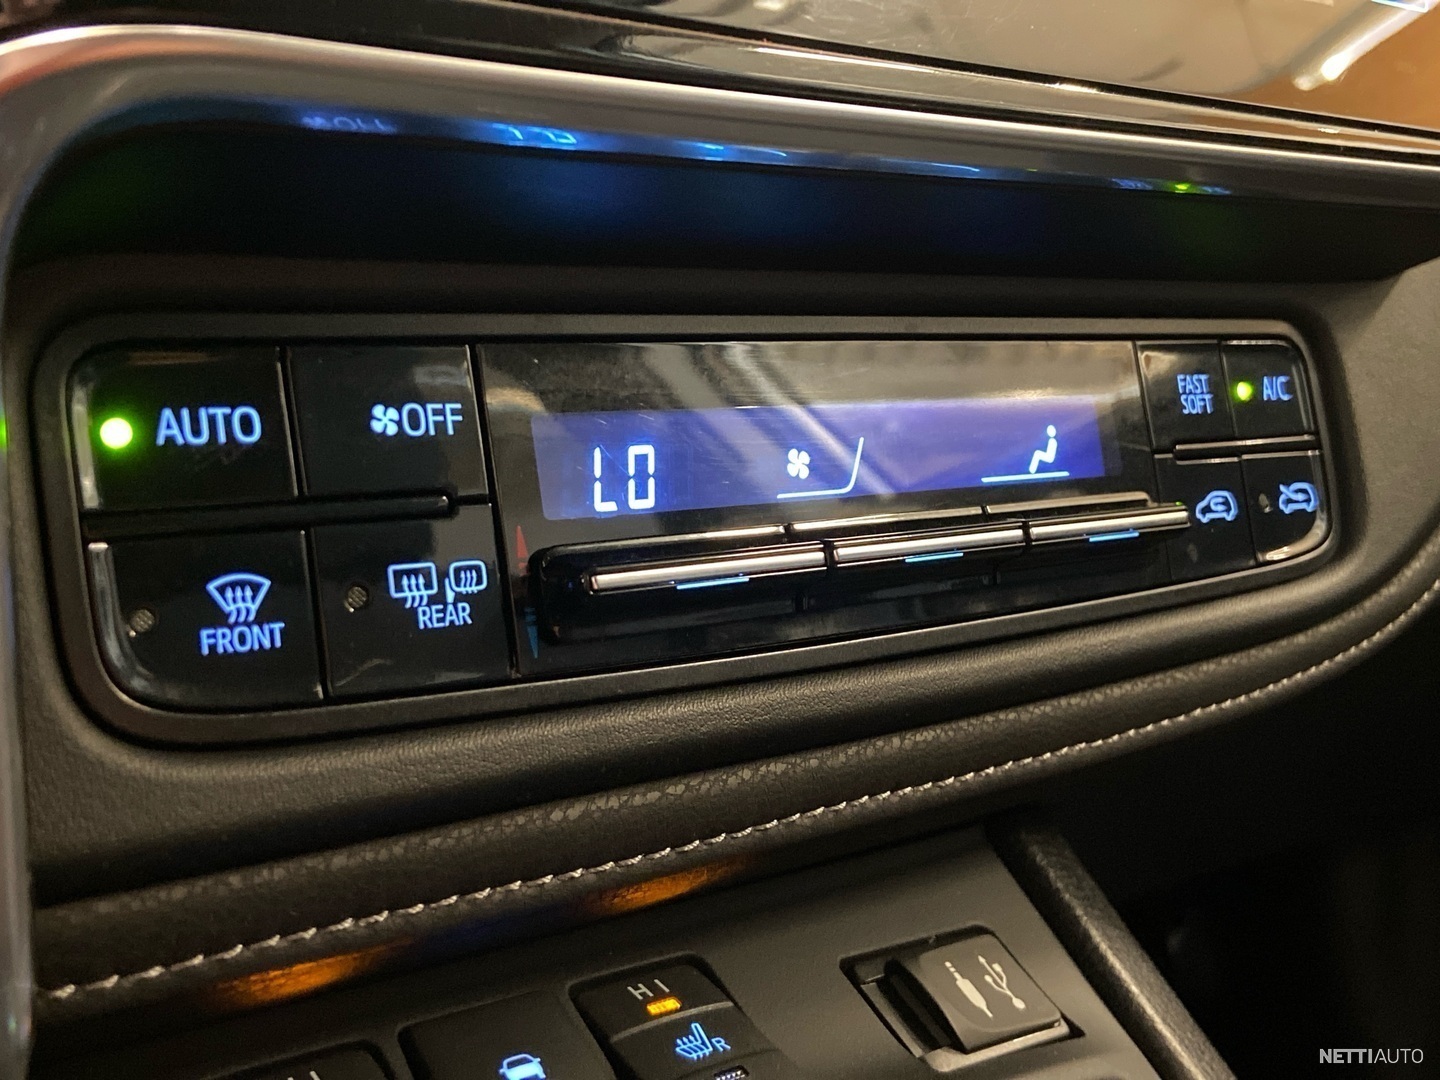 AUTO
OFF
LO
FAST
SOFT
A/C
FRONT
REAR
HI
R
NETTIAUTO